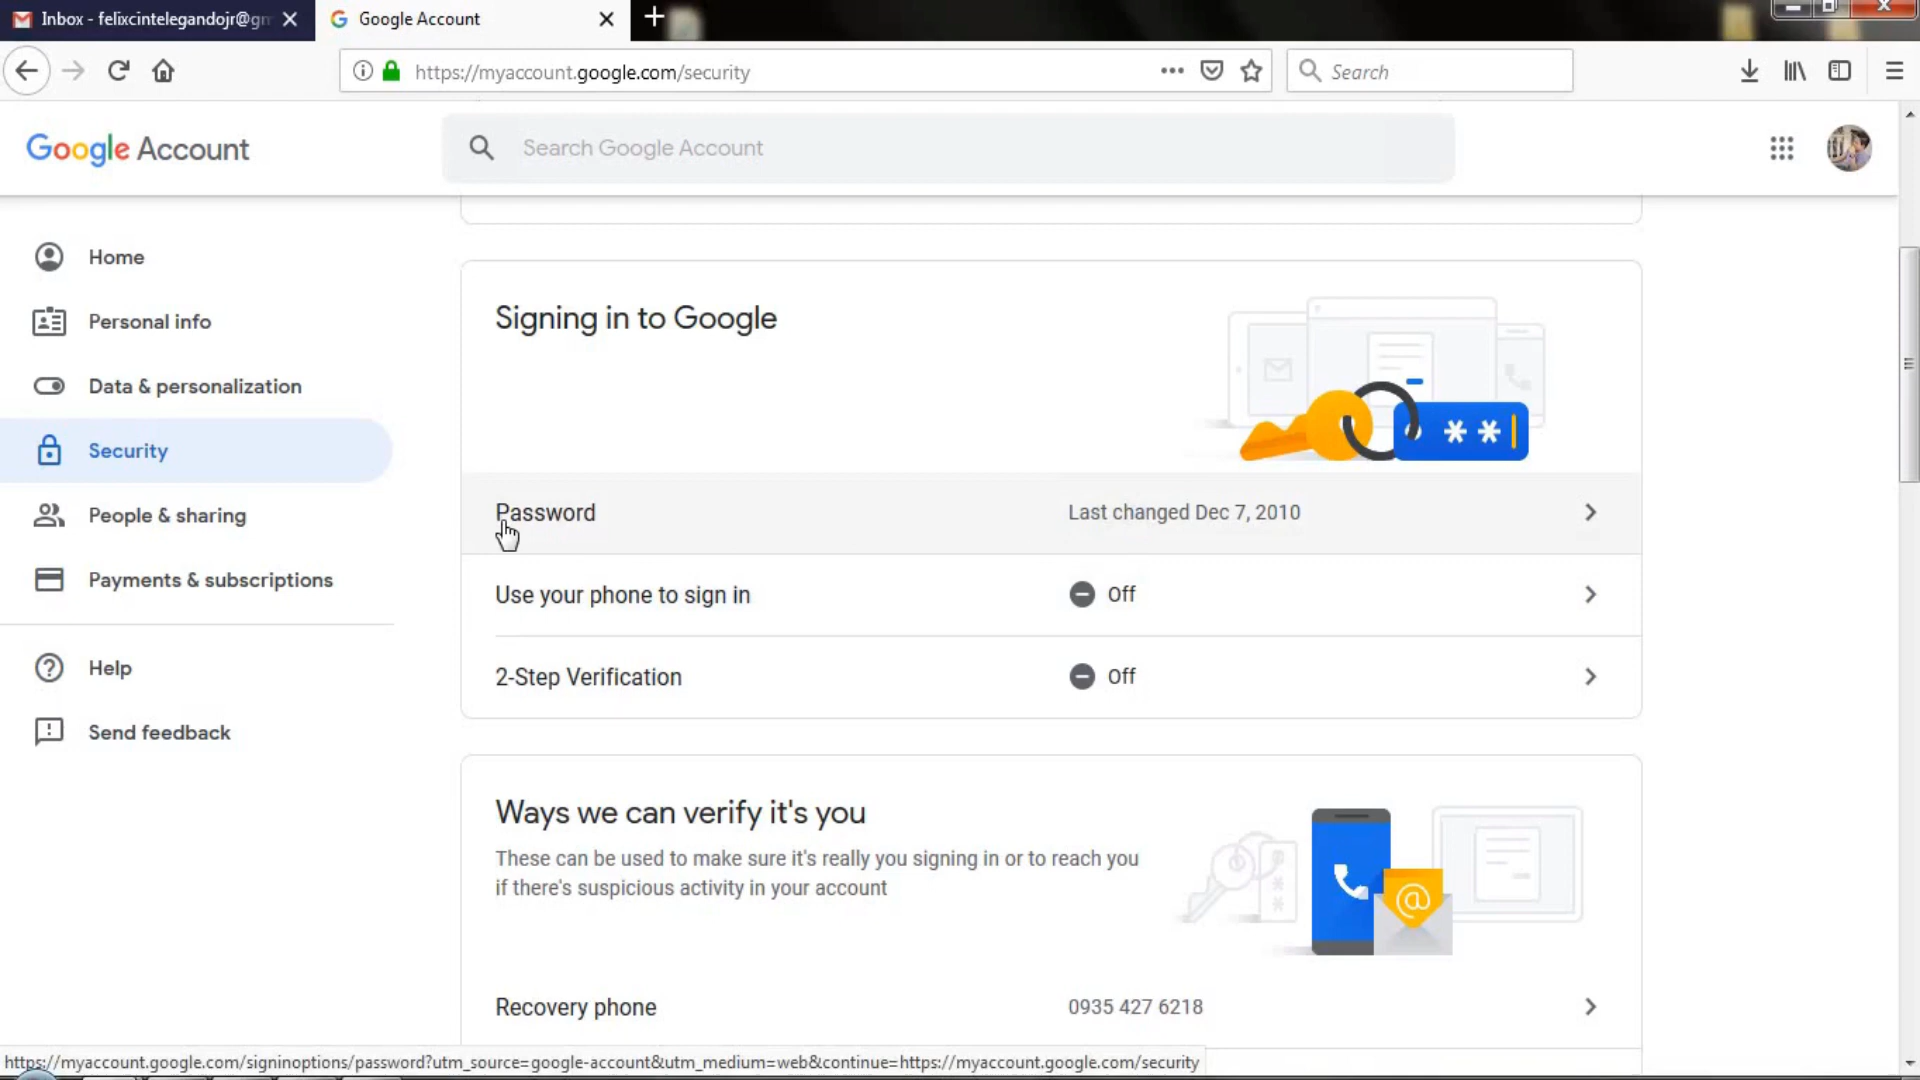 Inbox - felixcintelegandojr@gm
Google Account
https://myaccount.google.com/security
Search
Google Account
Search Google Account
Home
Personal info
Data & personalization
Security
People & sharing
Payments & subscriptions
Help
Send feedback
Signing in to Google
* *
Password
Last changed Dec 7, 2010
Use your phone to sign in
Off
2-Step Verification
Off
Ways we can verify it's you
These can be used to make sure it's really you signing in or to reach you
if there's suspicious activity in your account
@
Recovery phone
0935 427 6218
https://myaccount.google.com/signinoptions/password?utm_source=google-account&utm_medium=web&continue=https://myaccount.google.com/security